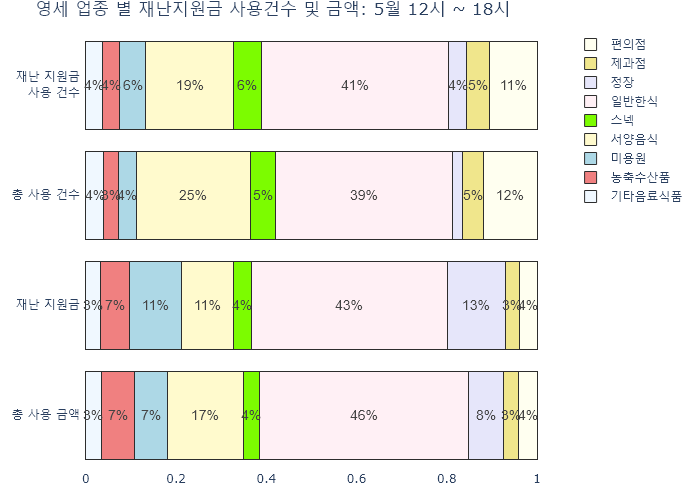 영세 업종 별 재난지원금 사용건수 및 금액: 5월 12시 ~ 18시
재난 지원금
사용 건수
4% 4% 6% 19% 6% 41% 4% 5% 11%
총 사용 건수
4% 3% 4% 25% 5% 39% 5% 12%
재난 지원금
3% 7% 11% 11% 4% 43% 13% 3% 4%
총 사용 금액
3% 7% 7% 17% 4% 46% 8% 3% 4%
0 0.2 0.4 0.6 0.8 1
편의점
제과점
정장
일반한식
스넥
서양음식
미용원
농축수산품
기타음료식품